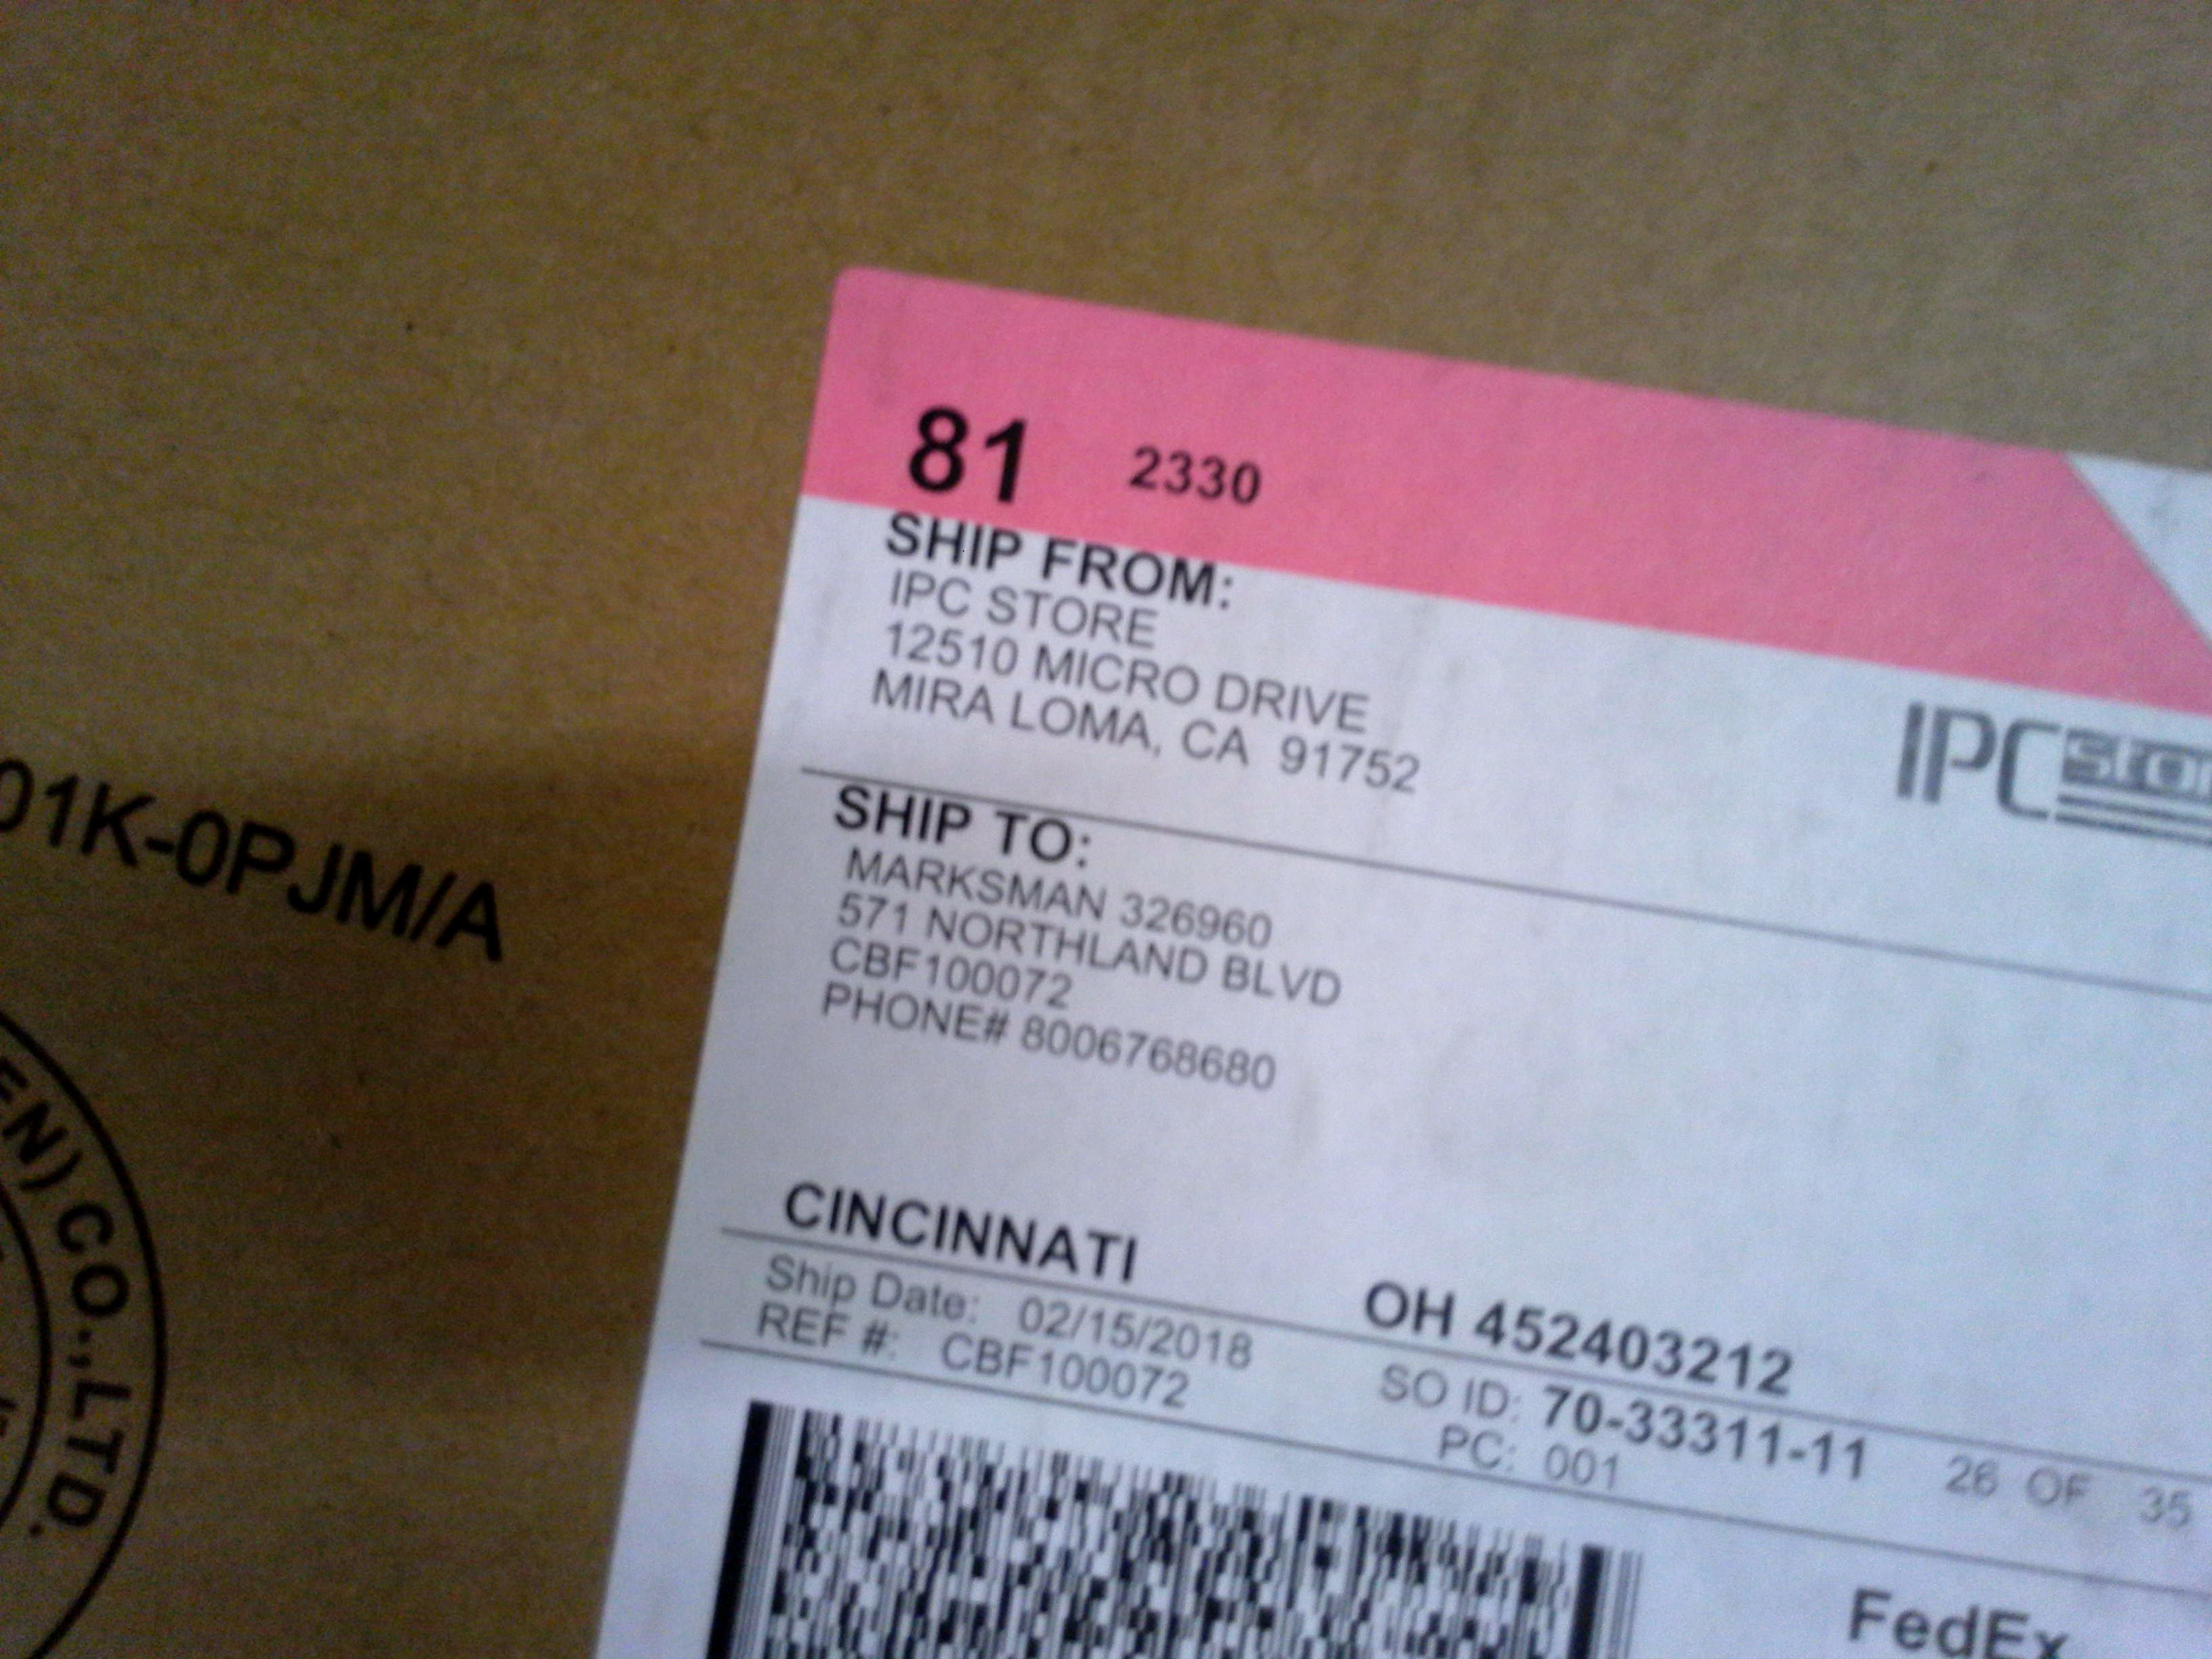 81 2330
SHIP FROM:
IPC STORE
12510 MICRO DRIVE
MIRA LOMA, CA 91752
IPC
SHIP TO:
MARKSMAN 326960
571 NORTHLAND BLVD
CBF100072
PHONE# 8006768680
CINCINNATI OH 452403212
Ship Date: 02/15/2018
REF #: CBF100072
SO ID: 70-33311-11
PC: 001 26 OF 35
FedEx
01K-0PJM/A
EN) CO.,LTD.